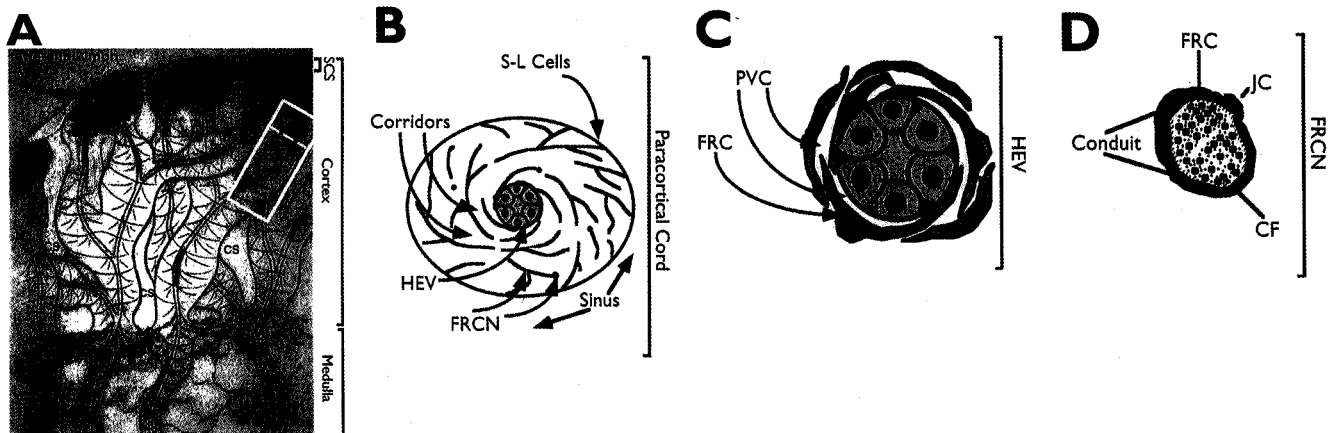 A
SCS
Cortex
Medulla
cs
cs
B
S-L Cells
Corridors
HEV
FRCN
Sinus
Paracortical Cord
C
PVC
FRC
HEV
D
FRC
JC
Conduit
CF
FRCN